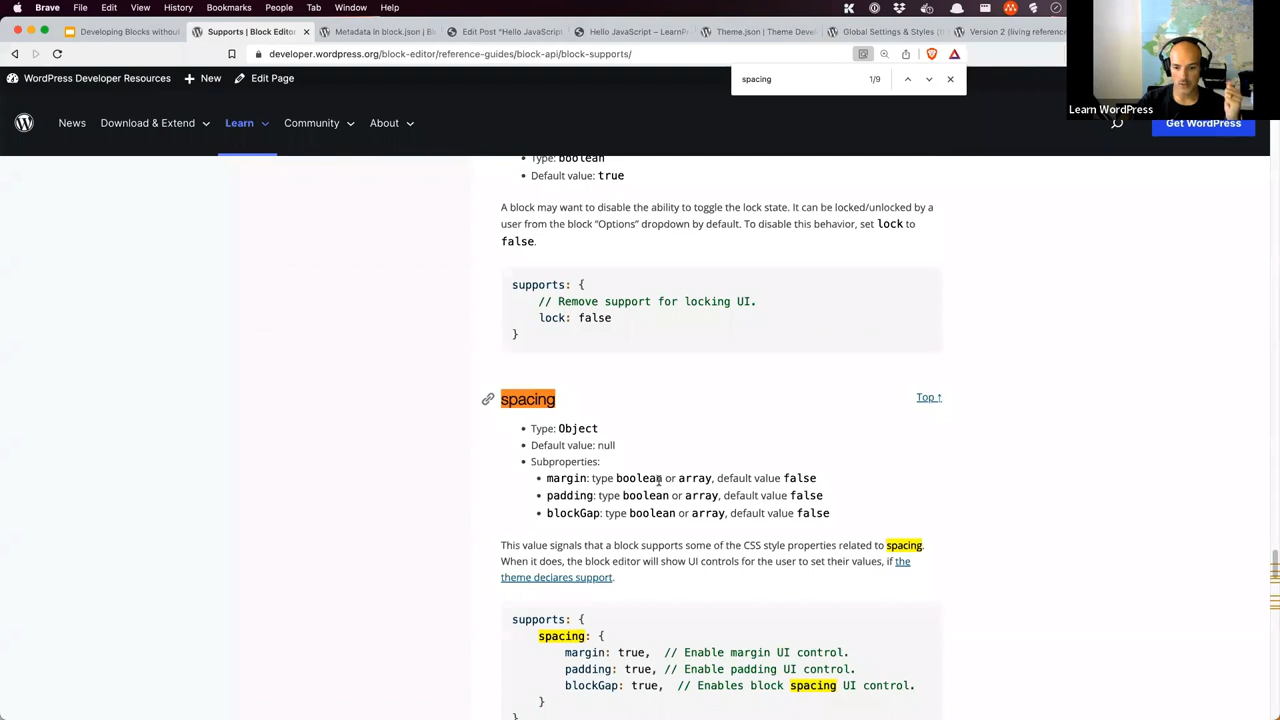 Brave File Edit View History Bookmarks People Tab Window Help
Developing Blocks withou
Supports | Block Editor
Metadata in block.json | Bl
Edit Post "Hello JavaScript
Hello JavaScript – LearnPr
Theme.json | Theme Deve
Global Settings & Styles (t
Version 2 (living reference
developer.wordpress.org/block-editor/reference-guides/block-api/block-supports/
WordPress Developer Resources New Edit Page
spacing 1/9
Learn WordPress
News Download & Extend Learn Community About Get WordPress
Type: boolean
Default value: true
A block may want to disable the ability to toggle the lock state. It can be locked/unlocked by a
user from the block "Options" dropdown by default. To disable this behavior, set lock to
false.
supports: {
// Remove support for locking UI.
lock: false
}
spacing Top ↑
Type: Object
Default value: null
Subproperties:
margin: type boolean or array, default value false
padding: type boolean or array, default value false
blockGap: type boolean or array, default value false
This value signals that a block supports some of the CSS style properties related to spacing.
When it does, the block editor will show UI controls for the user to set their values, if the
theme declares support.
supports: {
spacing: {
margin: true, // Enable margin UI control.
padding: true, // Enable padding UI control.
blockGap: true, // Enables block spacing UI control.
}
}